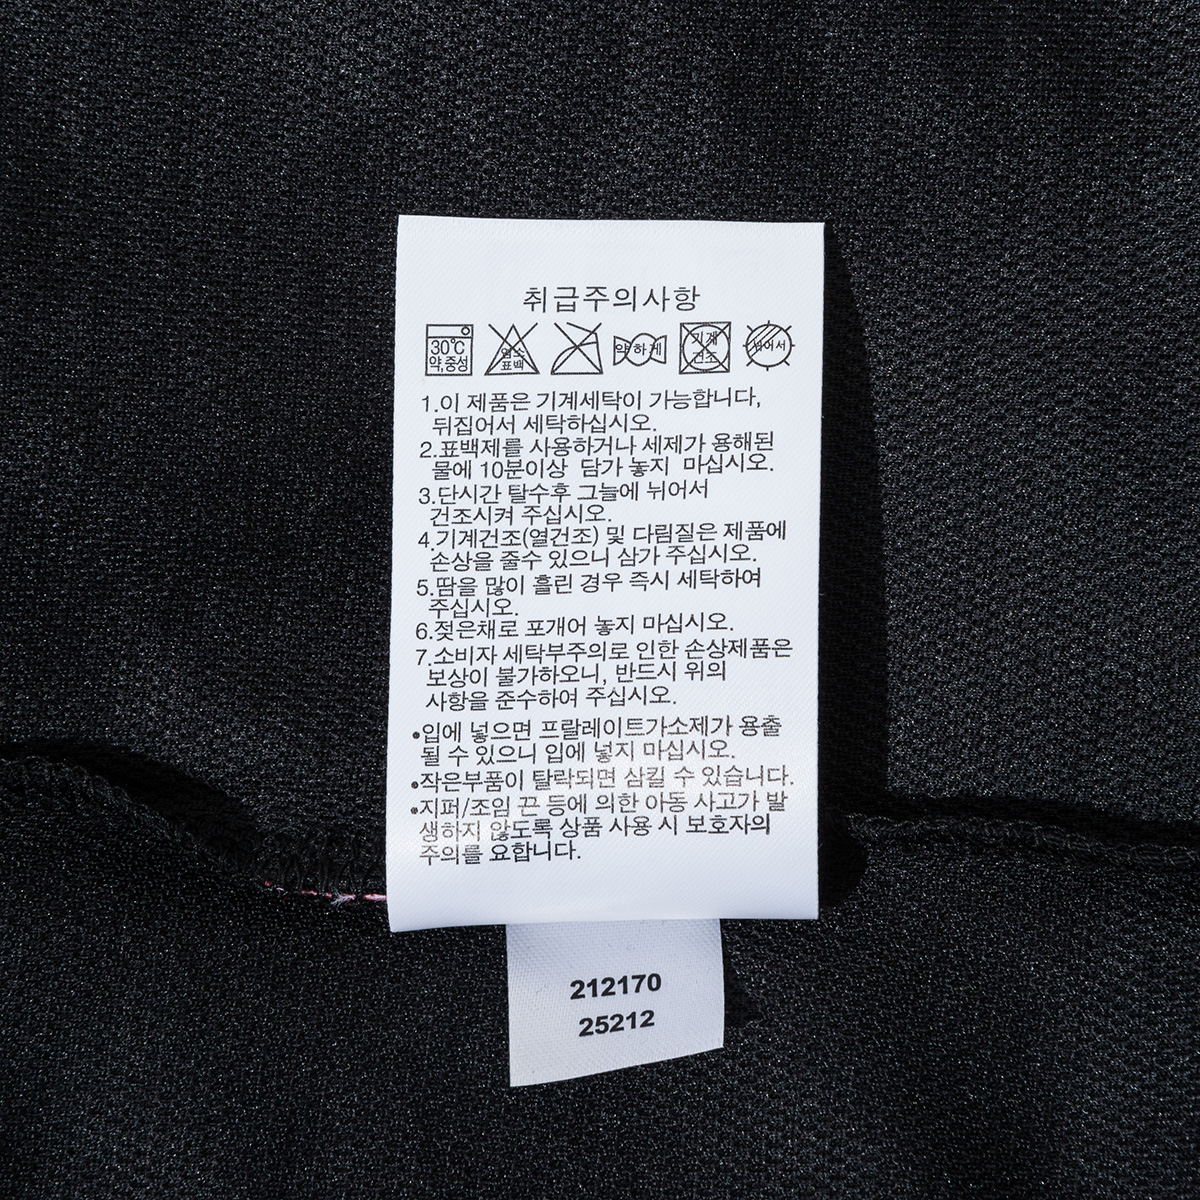 취급주의사항
30℃
약,중성
염소
표백
약하게
기계
건조
뉘어서
1.이 제품은 기계세탁이 가능합니다,
뒤집어서 세탁하십시오.
2.표백제를 사용하거나 세제가 용해된
물에 10분이상 담가 놓지 마십시오.
3.단시간 탈수후 그늘에 뉘어서
건조시켜 주십시오.
4.기계건조(열건조) 및 다림질은 제품에
손상을 줄수 있으니 삼가 주십시오.
5.땀을 많이 흘린 경우 즉시 세탁하여
주십시오.
6.젖은채로 포개어 놓지 마십시오.
7.소비자 세탁부주의로 인한 손상제품은
보상이 불가하오니, 반드시 위의
사항을 준수하여 주십시오.
•입에 넣으면 프탈레이트가소제가 용출
될 수 있으니 입에 넣지 마십시오.
•작은부품이 탈락되면 삼킬 수 있습니다.
•지퍼/조임 끈 등에 의한 아동 사고가 발
생하지 않도록 상품 사용 시 보호자의
주의를 요합니다.
212170
25212